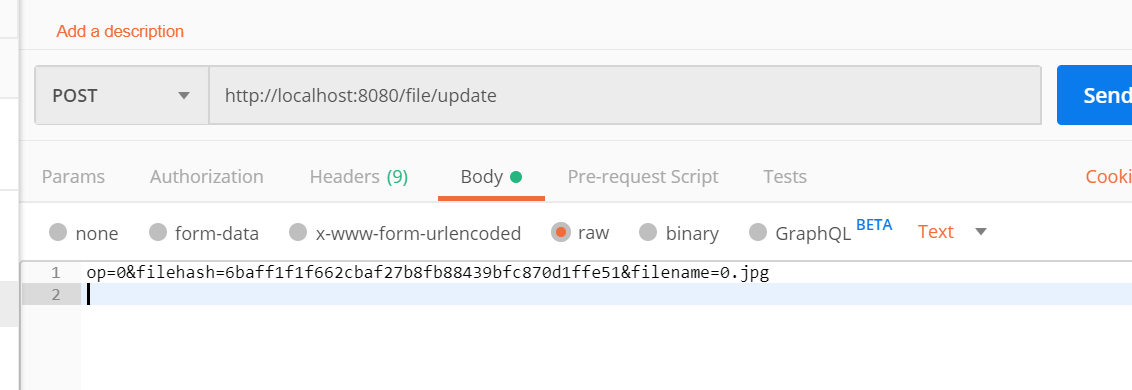 Add a description
POST http://localhost:8080/file/update Send
Params Authorization Headers (9) Body Pre-request Script Tests Cooki
none form-data x-www-form-urlencoded raw binary GraphQL BETA Text
1 op=0&filehash=6baff1f1f662cbaf27b8fb88439bfc870d1ffe51&filename=0.jpg
2